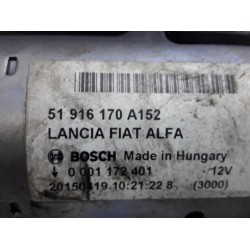 51 916 170 A152
LANCIA FIAT ALFA
BOSCH Made in Hungary
0 001 172 401 12V
20150419.10:21:22 8. (3000)